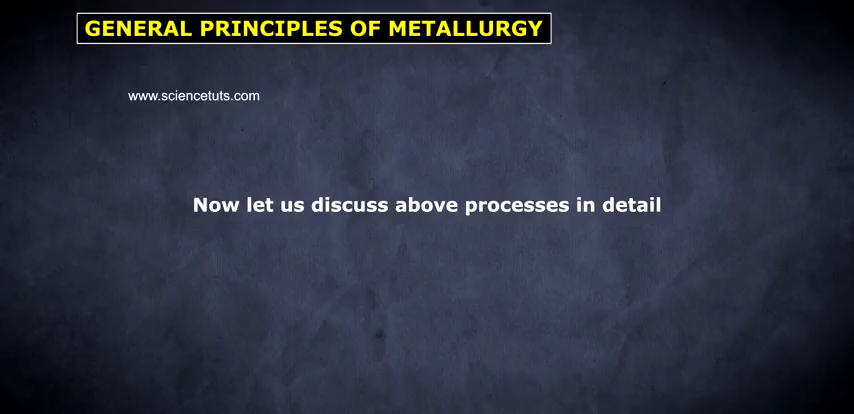 GENERAL PRINCIPLES OF METALLURGY
www.sciencetuts.com
Now let us discuss above processes in detail